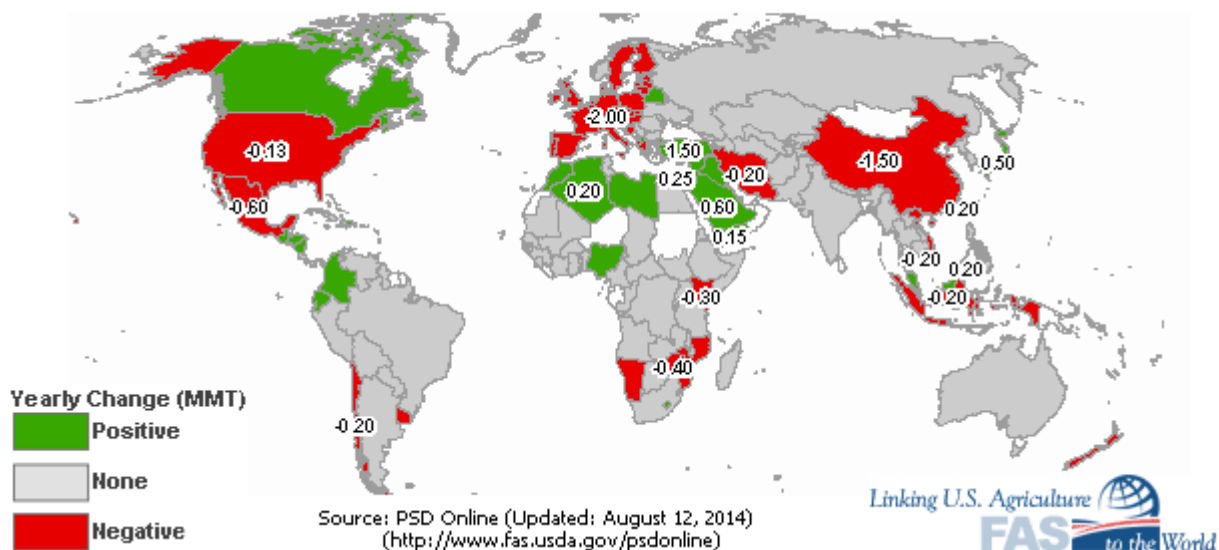 -2.00
-0.13
-1.50
-1.50
0.50
0.20
0.25
-0.20
-0.60
0.60
0.20
0.15
-0.20
0.20
-0.30
-0.20
-0.40
Yearly Change (MMT)
-0.20
Positive
None
Negative
Source: PSD Online (Updated: August 12, 2014)
(http://www.fas.usda.gov/psdonline)
Linking U.S. Agriculture
FAS
to the World